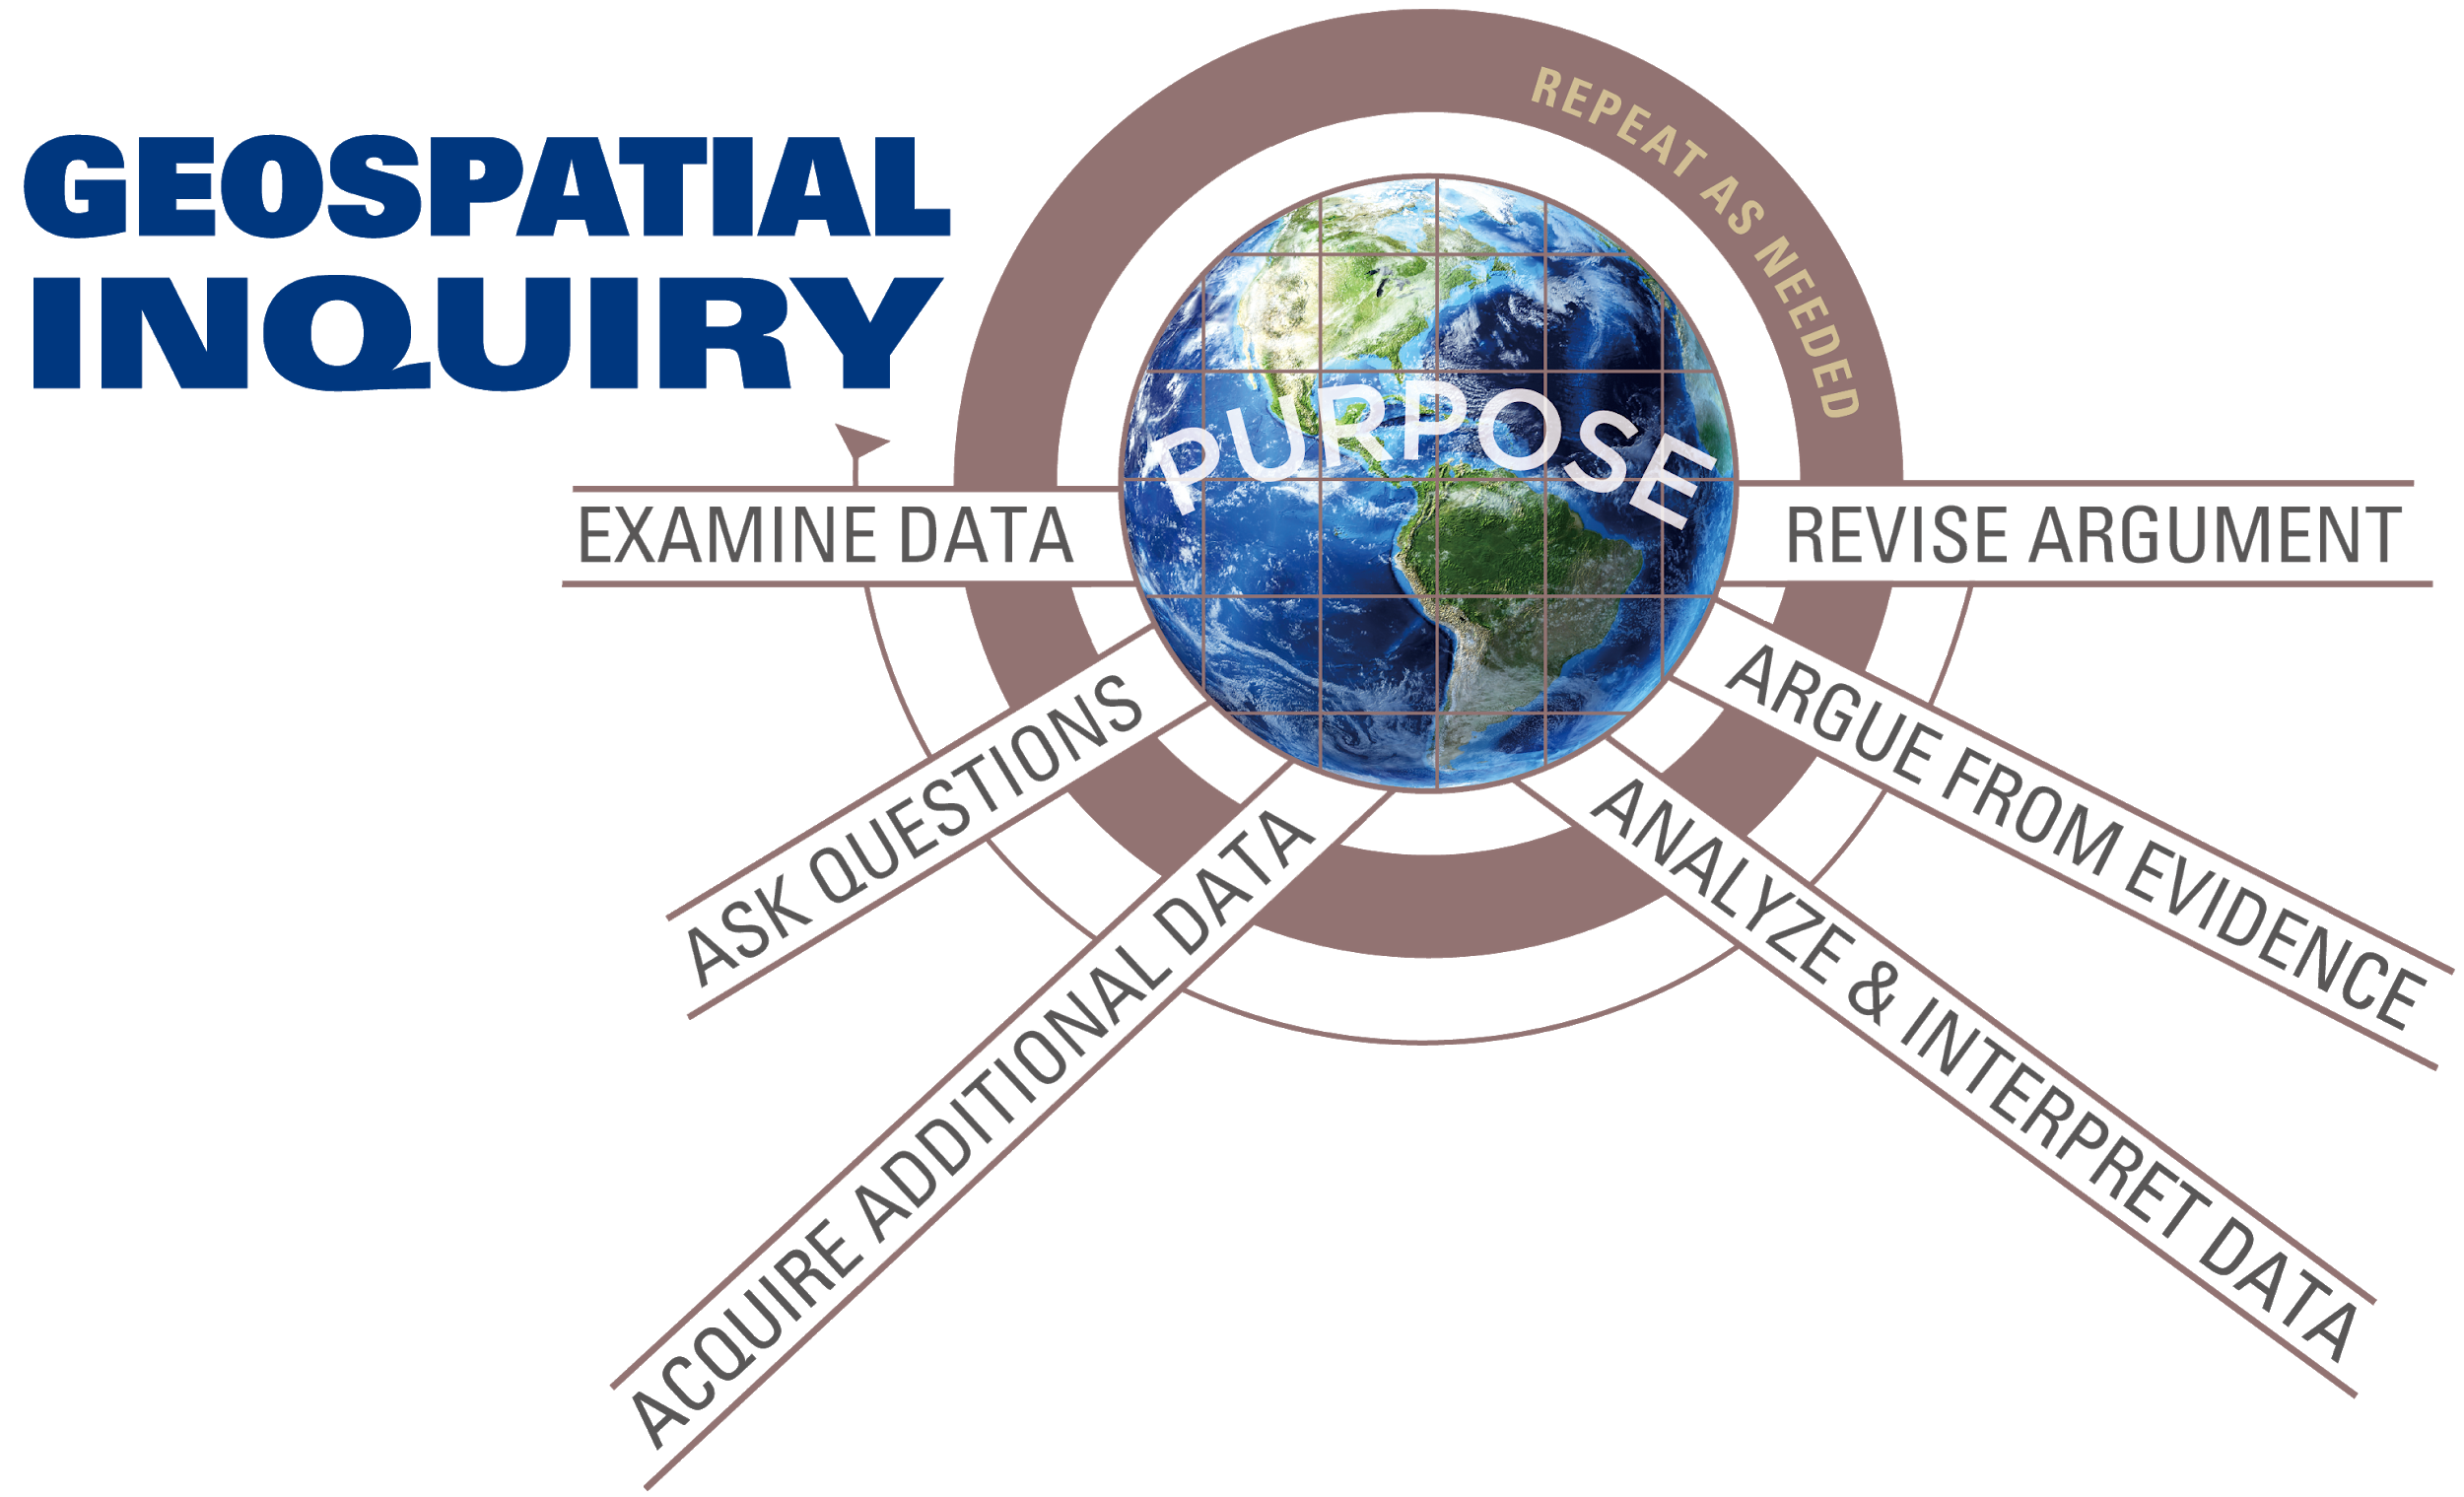 GEOSPATIAL
INQUIRY
REPEAT AS NEEDED
PURPOSE
EXAMINE DATA
ASK QUESTIONS
ACQUIRE ADDITIONAL DATA
ANALYZE & INTERPRET DATA
ARGUE FROM EVIDENCE
REVISE ARGUMENT